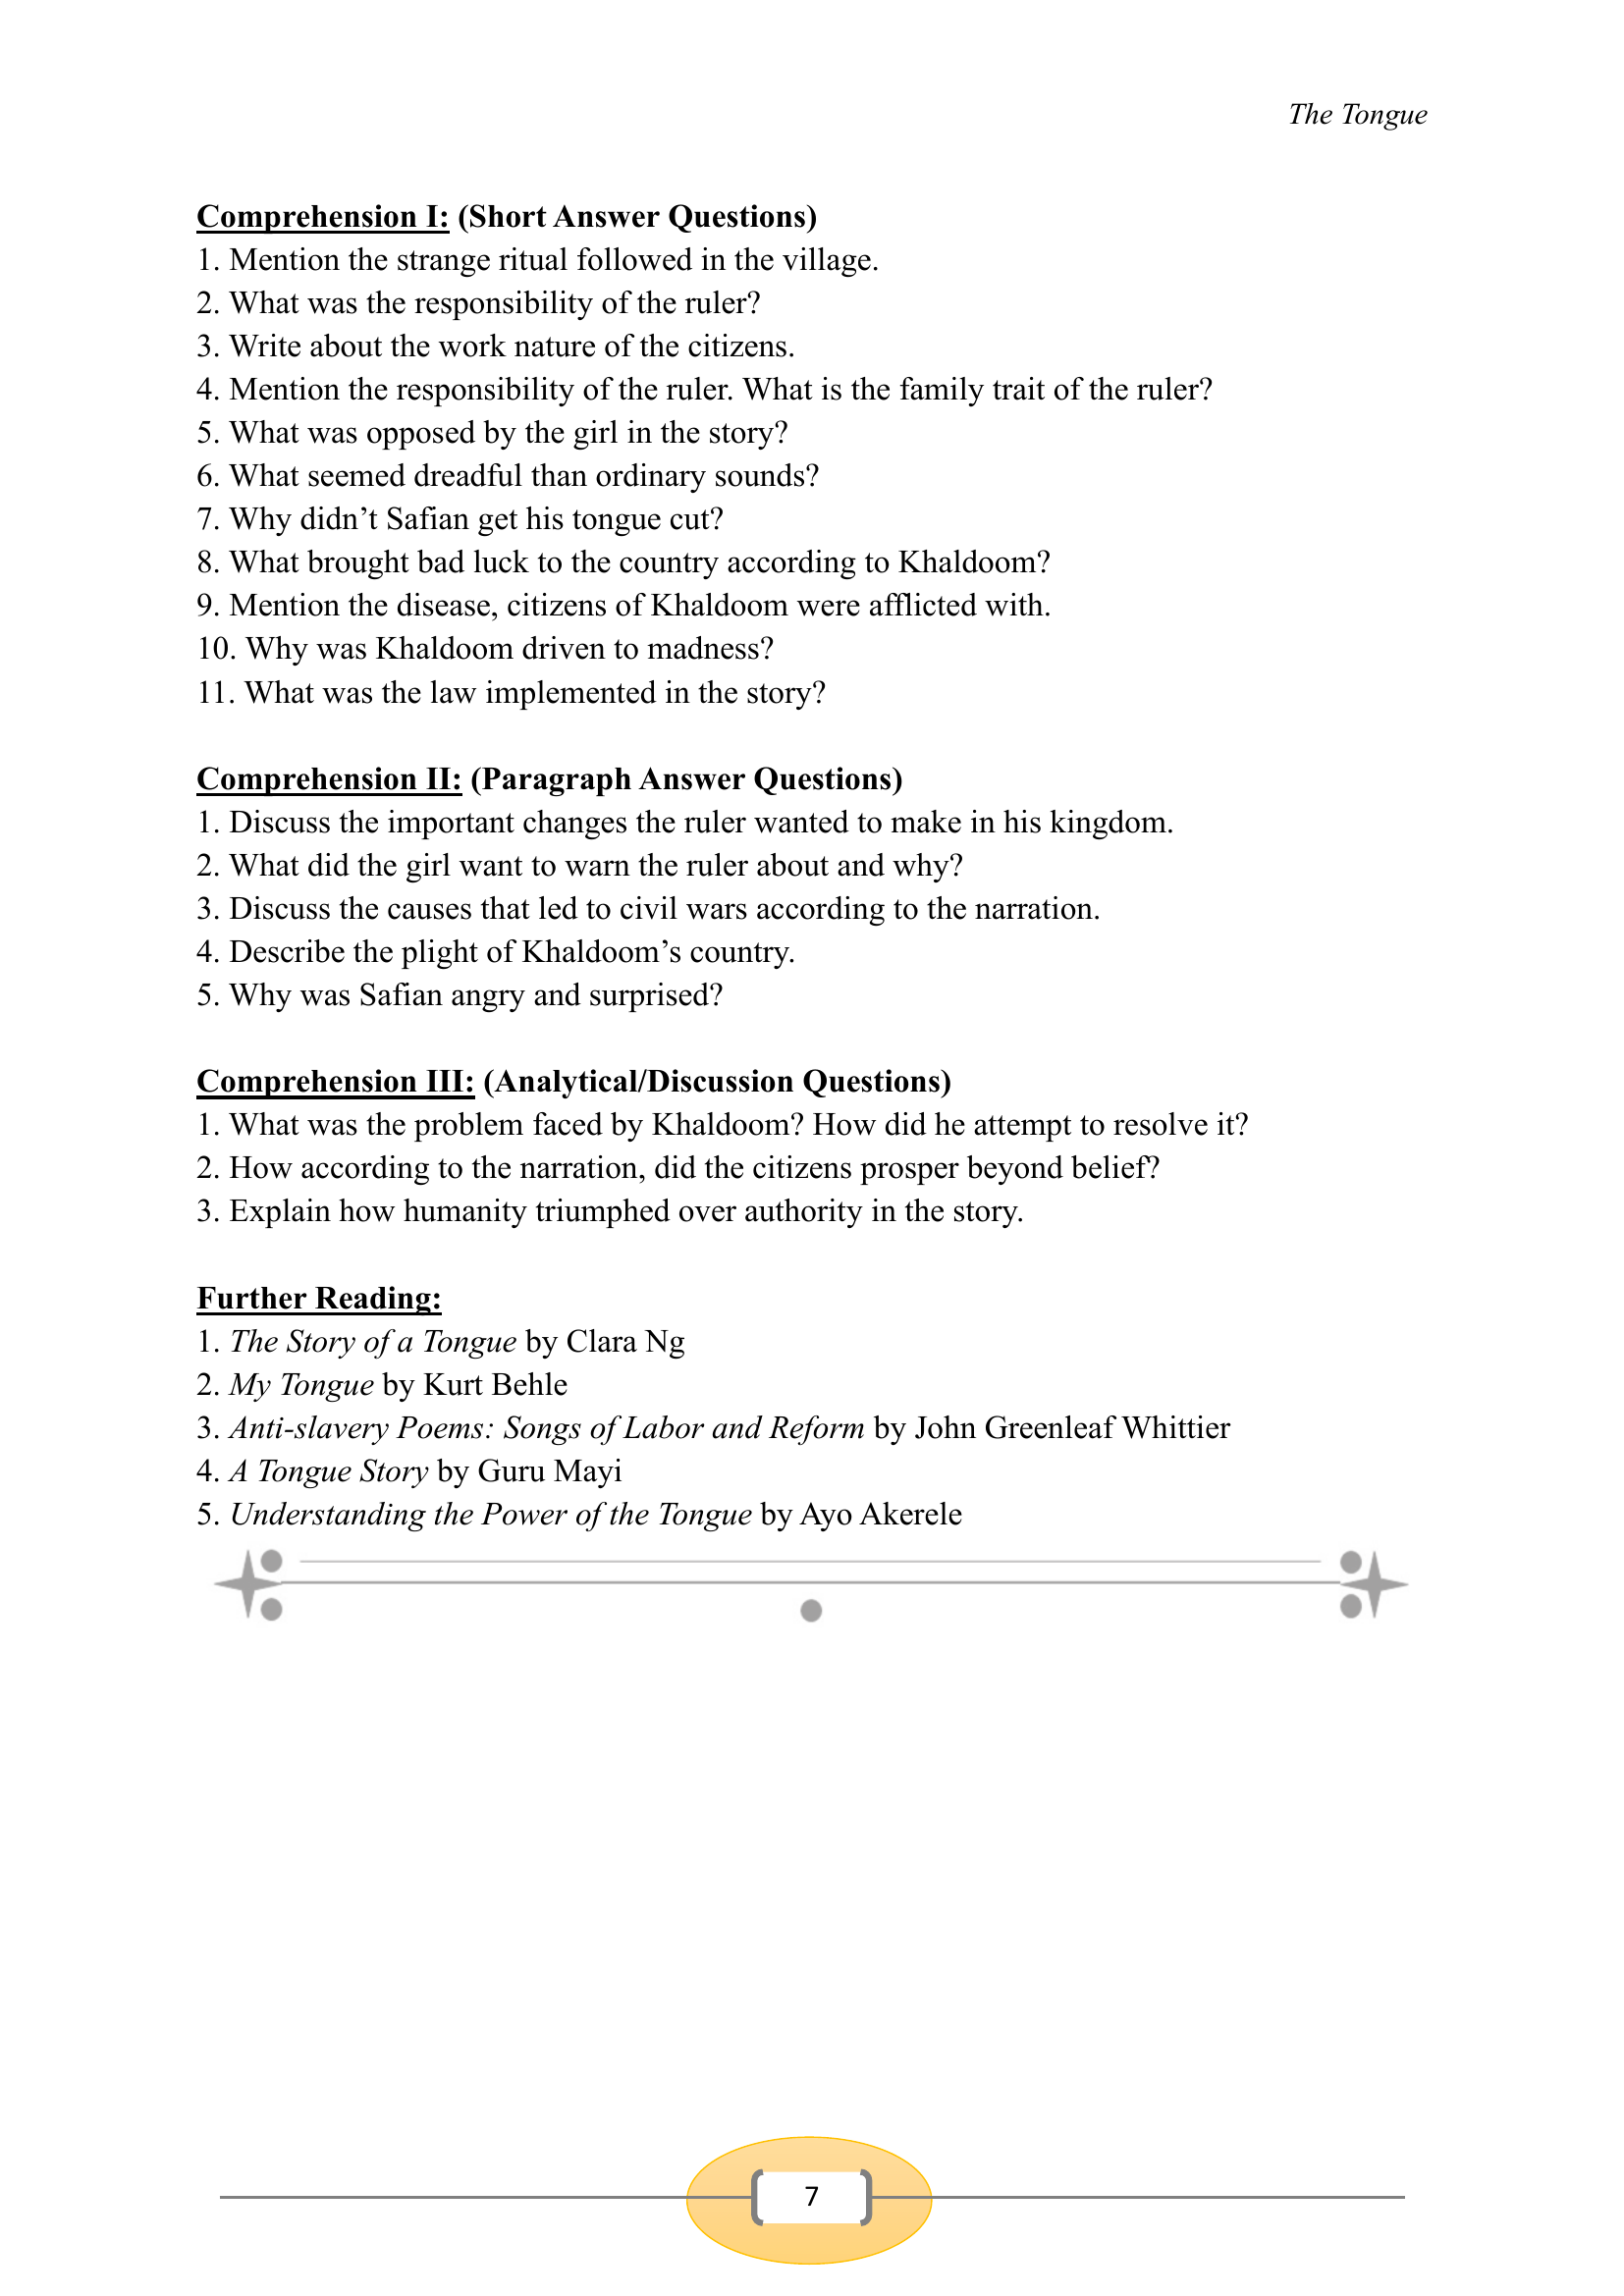 The Tongue
Comprehension I: (Short Answer Questions)
1. Mention the strange ritual followed in the village.
2. What was the responsibility of the ruler?
3. Write about the work nature of the citizens.
4. Mention the responsibility of the ruler. What is the family trait of the ruler?
5. What was opposed by the girl in the story?
6. What seemed dreadful than ordinary sounds?
7. Why didn’t Safian get his tongue cut?
8. What brought bad luck to the country according to Khaldoom?
9. Mention the disease, citizens of Khaldoom were afflicted with.
10. Why was Khaldoom driven to madness?
11. What was the law implemented in the story?
Comprehension II: (Paragraph Answer Questions)
1. Discuss the important changes the ruler wanted to make in his kingdom.
2. What did the girl want to warn the ruler about and why?
3. Discuss the causes that led to civil wars according to the narration.
4. Describe the plight of Khaldoom’s country.
5. Why was Safian angry and surprised?
Comprehension III: (Analytical/Discussion Questions)
1. What was the problem faced by Khaldoom? How did he attempt to resolve it?
2. How according to the narration, did the citizens prosper beyond belief?
3. Explain how humanity triumphed over authority in the story.
Further Reading:
1. The Story of a Tongue by Clara Ng
2. My Tongue by Kurt Behle
3. Anti-slavery Poems: Songs of Labor and Reform by John Greenleaf Whittier
4. A Tongue Story by Guru Mayi
5. Understanding the Power of the Tongue by Ayo Akerele
7